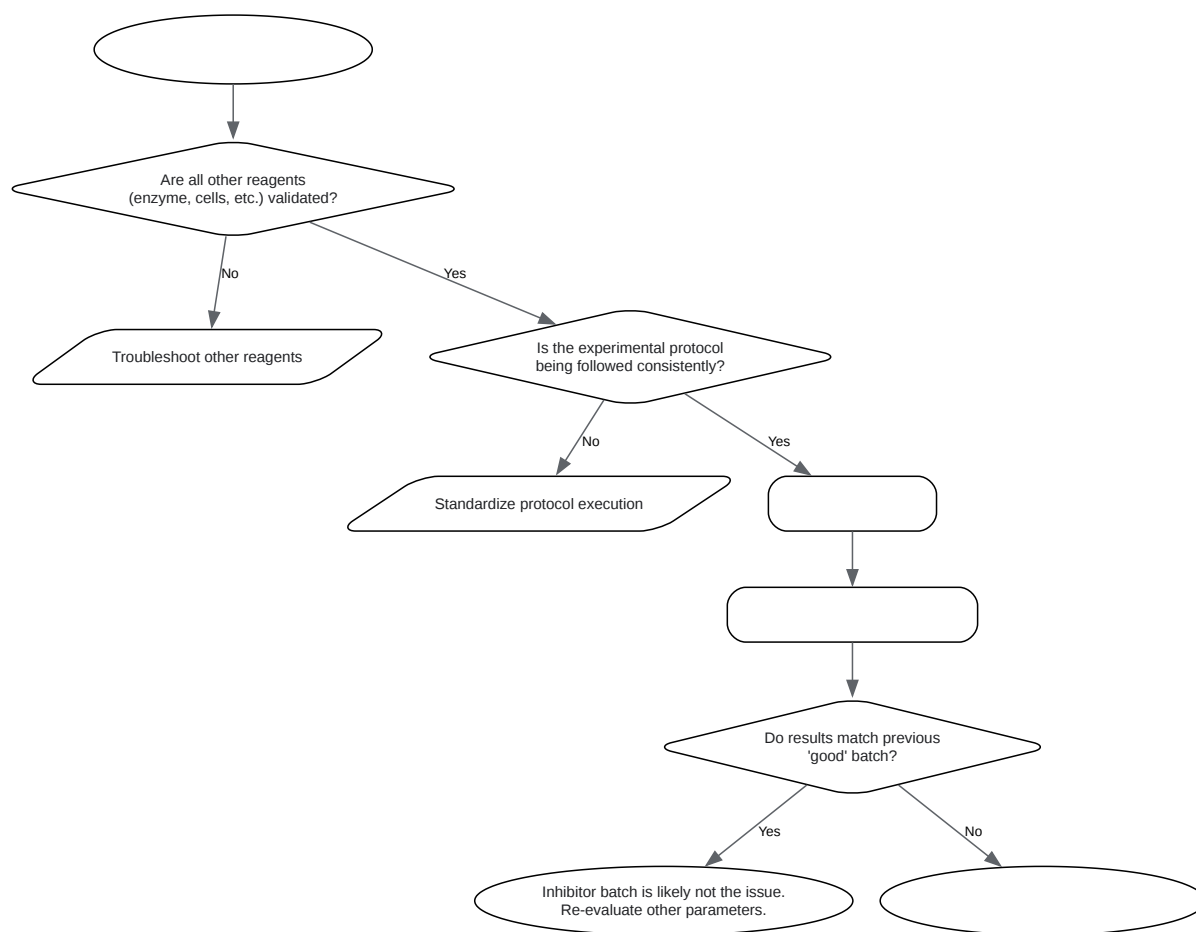 Are all other reagents
(enzyme, cells, etc.) validated?
No
Yes
Troubleshoot other reagents
Is the experimental protocol
being followed consistently?
No
Yes
Standardize protocol execution
Do results match previous
'good' batch?
Yes
No
Inhibitor batch is likely not the issue.
Re-evaluate other parameters.